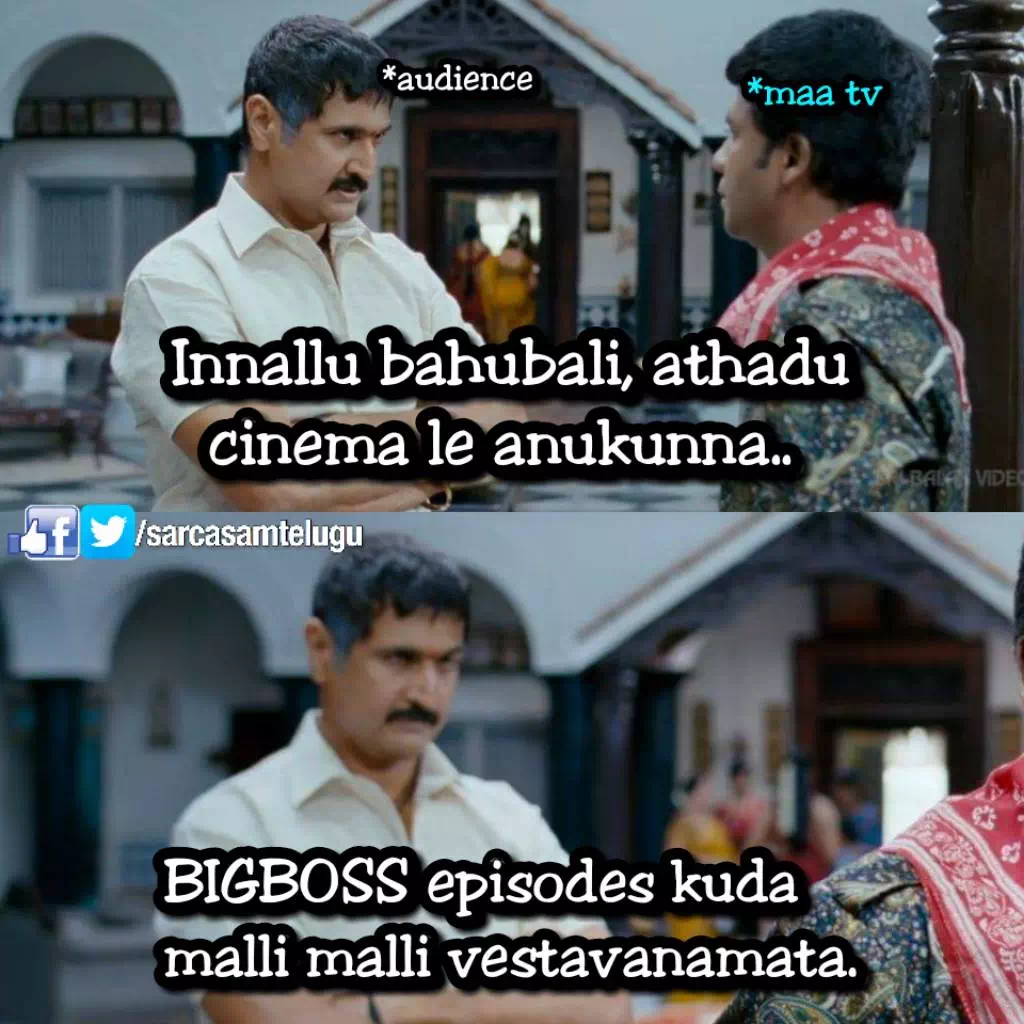 *audience
*maa tv
Innallu bahubali, athadu
cinema le anukunna..
/sarcasamtelugu
BIGBOSS episodes kuda
malli malli vestavanamata.